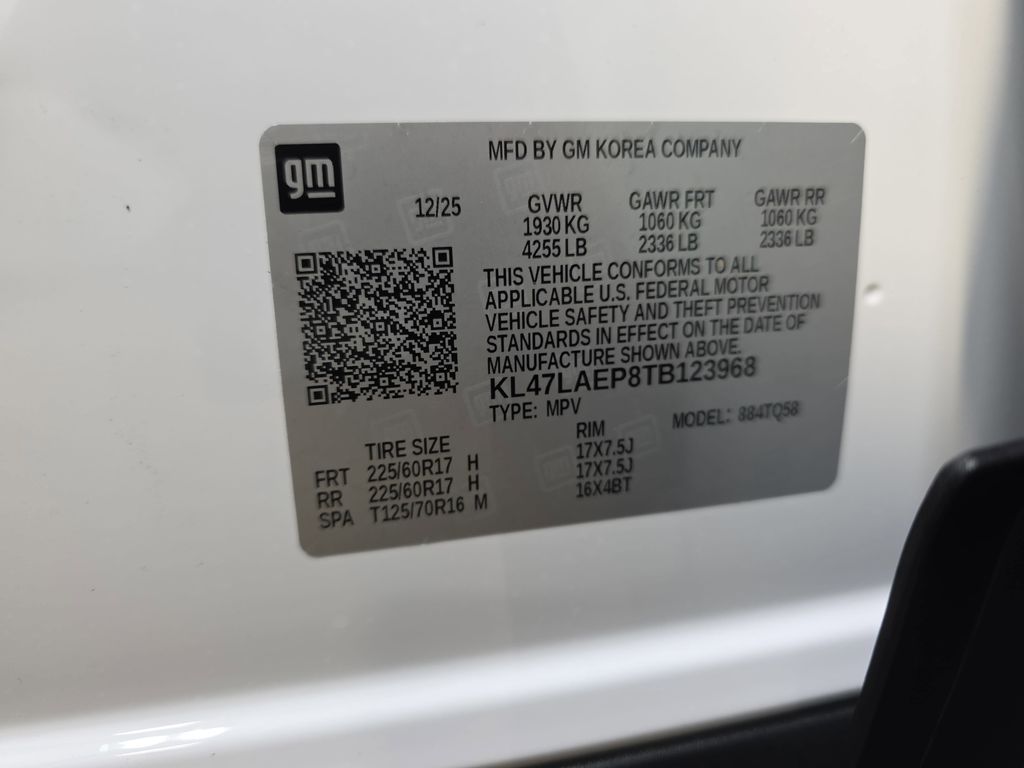 gm
MFD BY GM KOREA COMPANY
12/25
GVWR GAWR FRT GAWR RR
1930 KG 1060 KG 1060 KG
4255 LB 2336 LB 2336 LB
THIS VEHICLE CONFORMS TO ALL
APPLICABLE U.S. FEDERAL MOTOR
VEHICLE SAFETY AND THEFT PREVENTION
STANDARDS IN EFFECT ON THE DATE OF
MANUFACTURE SHOWN ABOVE.
KL47LAEP8TB123968
TYPE: MPV MODEL: 884TQ58
TIRE SIZE RIM
FRT 225/60R17 H 17X7.5J
RR 225/60R17 H 17X7.5J
SPA T125/70R16 M 16X4BT